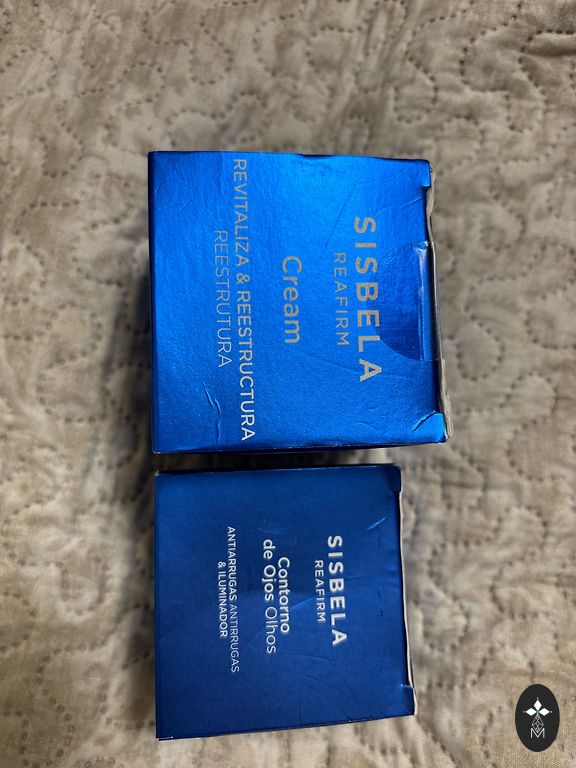 SISBELA
REAFIRM
Cream
REVITALIZA & REESTRUCTURA
REESTRUTURA
SISBELA
REAFIRM
Contorno
de Ojos Olhos
ANTIARRUGAS ANTIRRUGAS
& ILUMINADOR